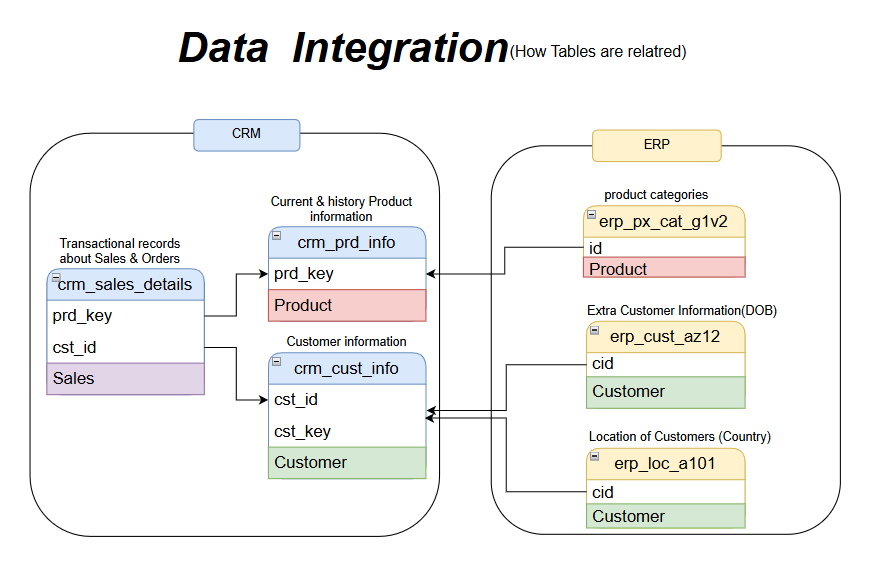 Data Integration(How Tables are relatred)
CRM
Transactional records
about Sales & Orders
crm_sales_details
prd_key
cst_id
Sales
Current & history Product
information
crm_prd_info
prd_key
Product
Customer information
crm_cust_info
cst_id
cst_key
Customer
ERP
product categories
erp_px_cat_g1v2
id
Product
Extra Customer Information(DOB)
erp_cust_az12
cid
Customer
Location of Customers (Country)
erp_loc_a101
cid
Customer